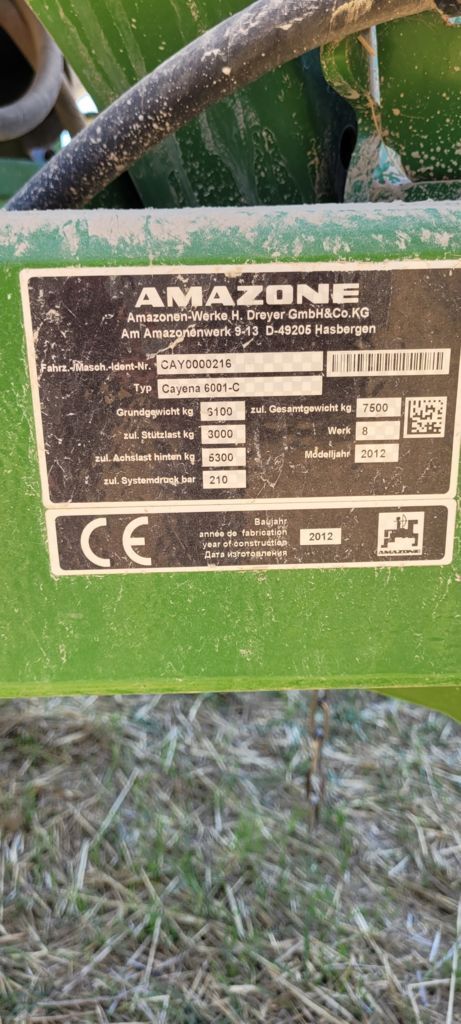 AMAZONE
Amazonen-Werke H. Dreyer GmbH&Co.KG
Am Amazonenwerk 9-13 D-49205 Hasbergen
Fahrz.-/Masch.-Ident-Nr. CAY0000216
Typ Cayena 6001-C
Grundgewicht kg 6100 zul. Gesamtgewicht kg. 7500
zul. Stützlast kg 3000 Werk 8
zul. Achslast hinten kg 5300 Modelljahr 2012
zul. Systemdruck bar 210
CE
Baujahr
année de fabrication
year of construction 2012
Дата изготовления
AMAZONE